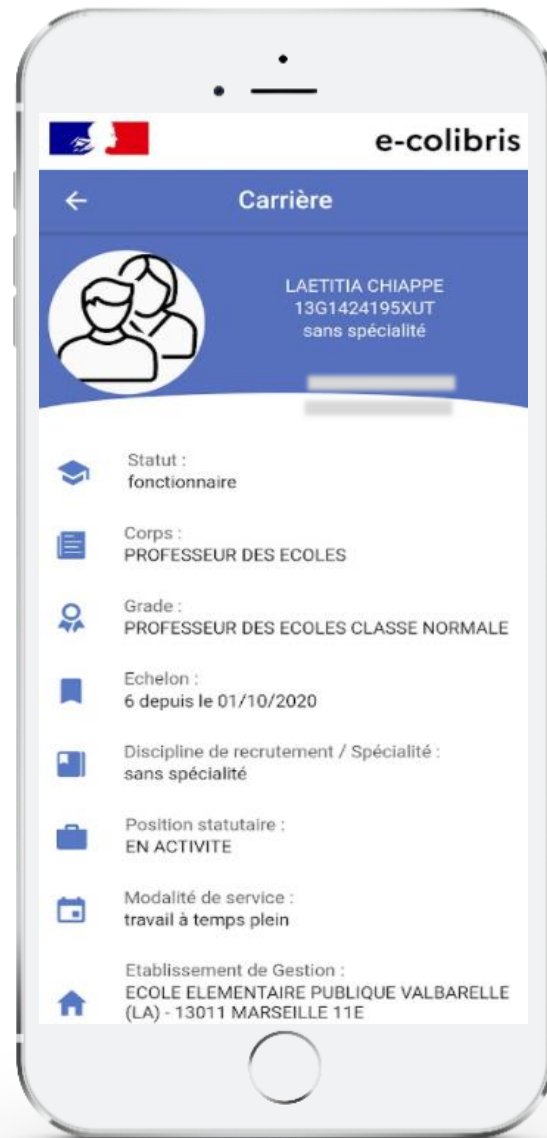 e-colibris
Carrière
LAETITIA CHIAPPE
13G1424195XUT
sans spécialité
Statut :
fonctionnaire
Corps :
PROFESSEUR DES ECOLES
Grade :
PROFESSEUR DES ECOLES CLASSE NORMALE
Echelon :
6 depuis le 01/10/2020
Discipline de recrutement / Spécialité :
sans spécialité
Position statutaire :
EN ACTIVITE
Modalité de service :
travail à temps plein
Etablissement de Gestion :
ECOLE ELEMENTAIRE PUBLIQUE VALBARELLE
(LA) - 13011 MARSEILLE 11E